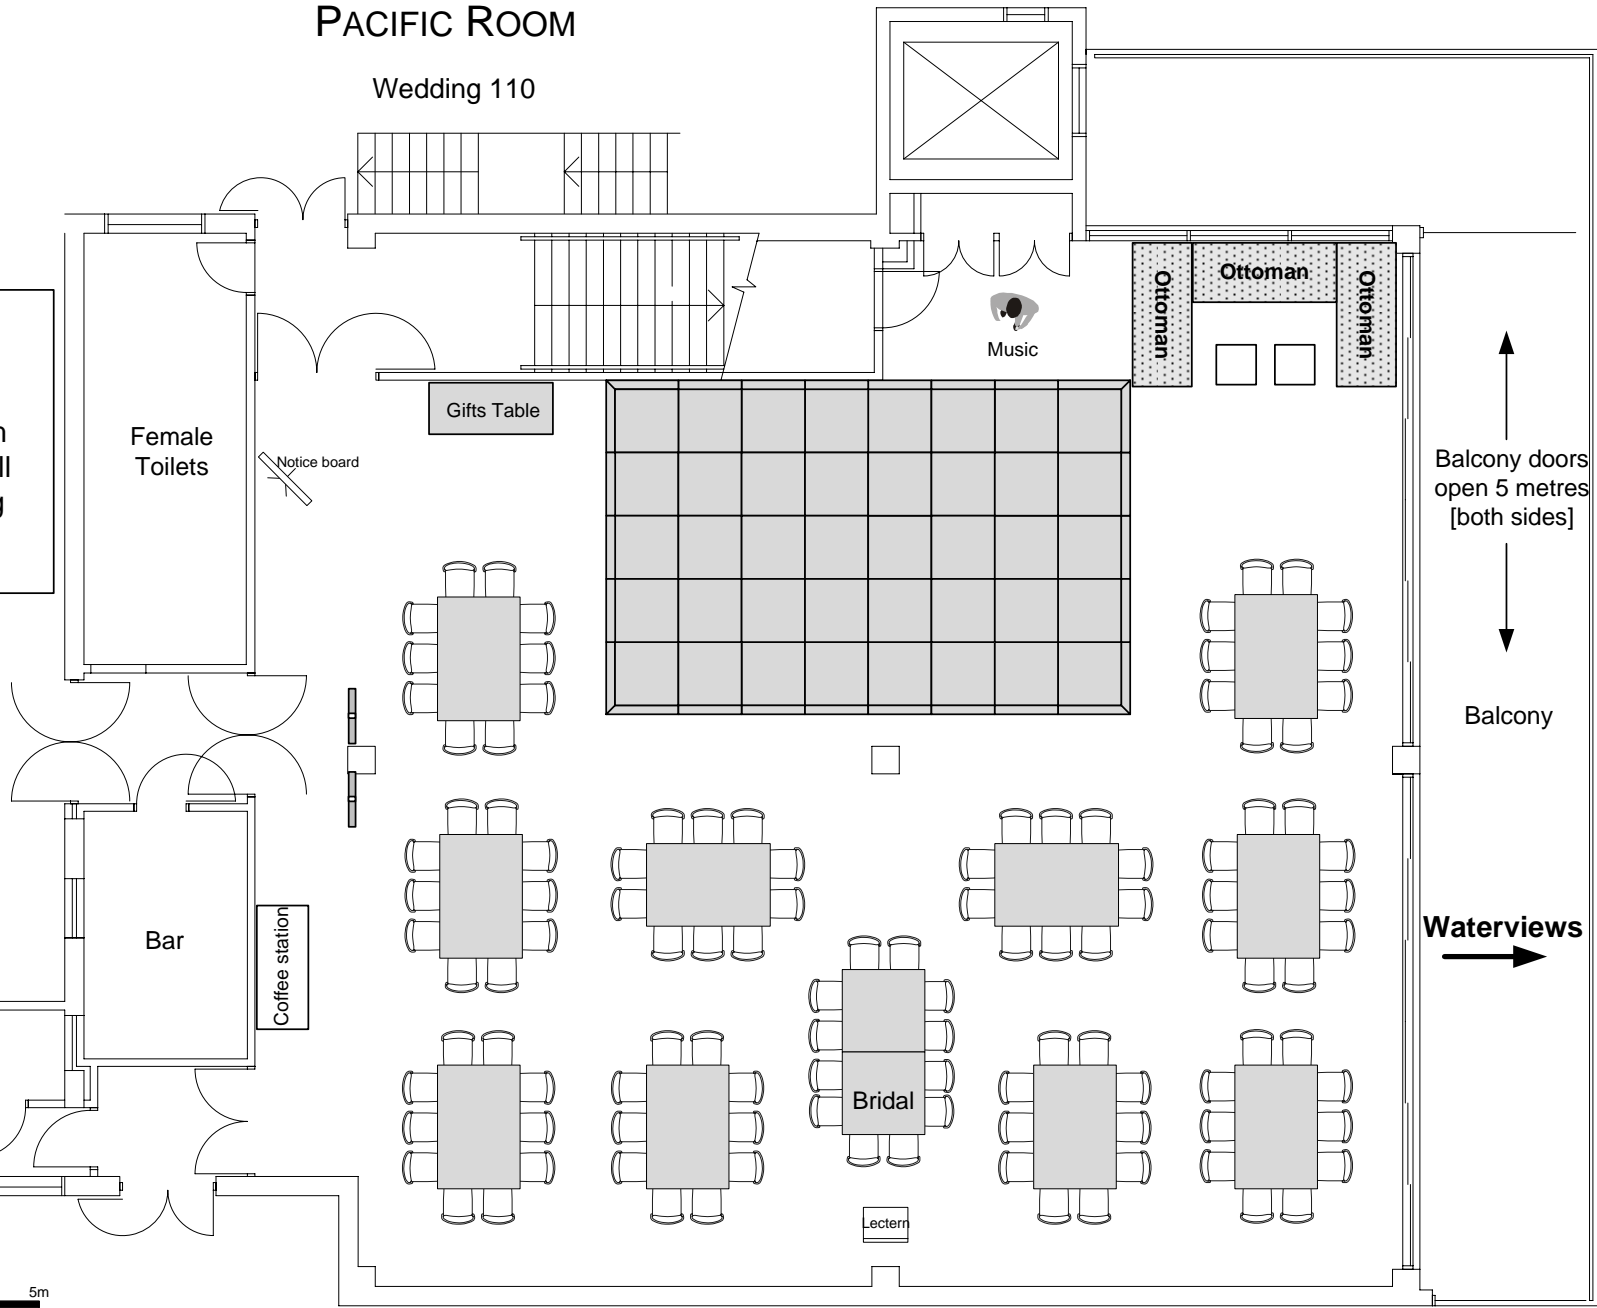 PACIFIC ROOM
Wedding 110
Ottoman
Ottoman
Ottoman
Music
Gifts Table
Female
Toilets
Notice board
Balcony doors
open 5 metres
[both sides]
Balcony
Bar
Coffee station
Waterviews
Bridal
Lectern
5m